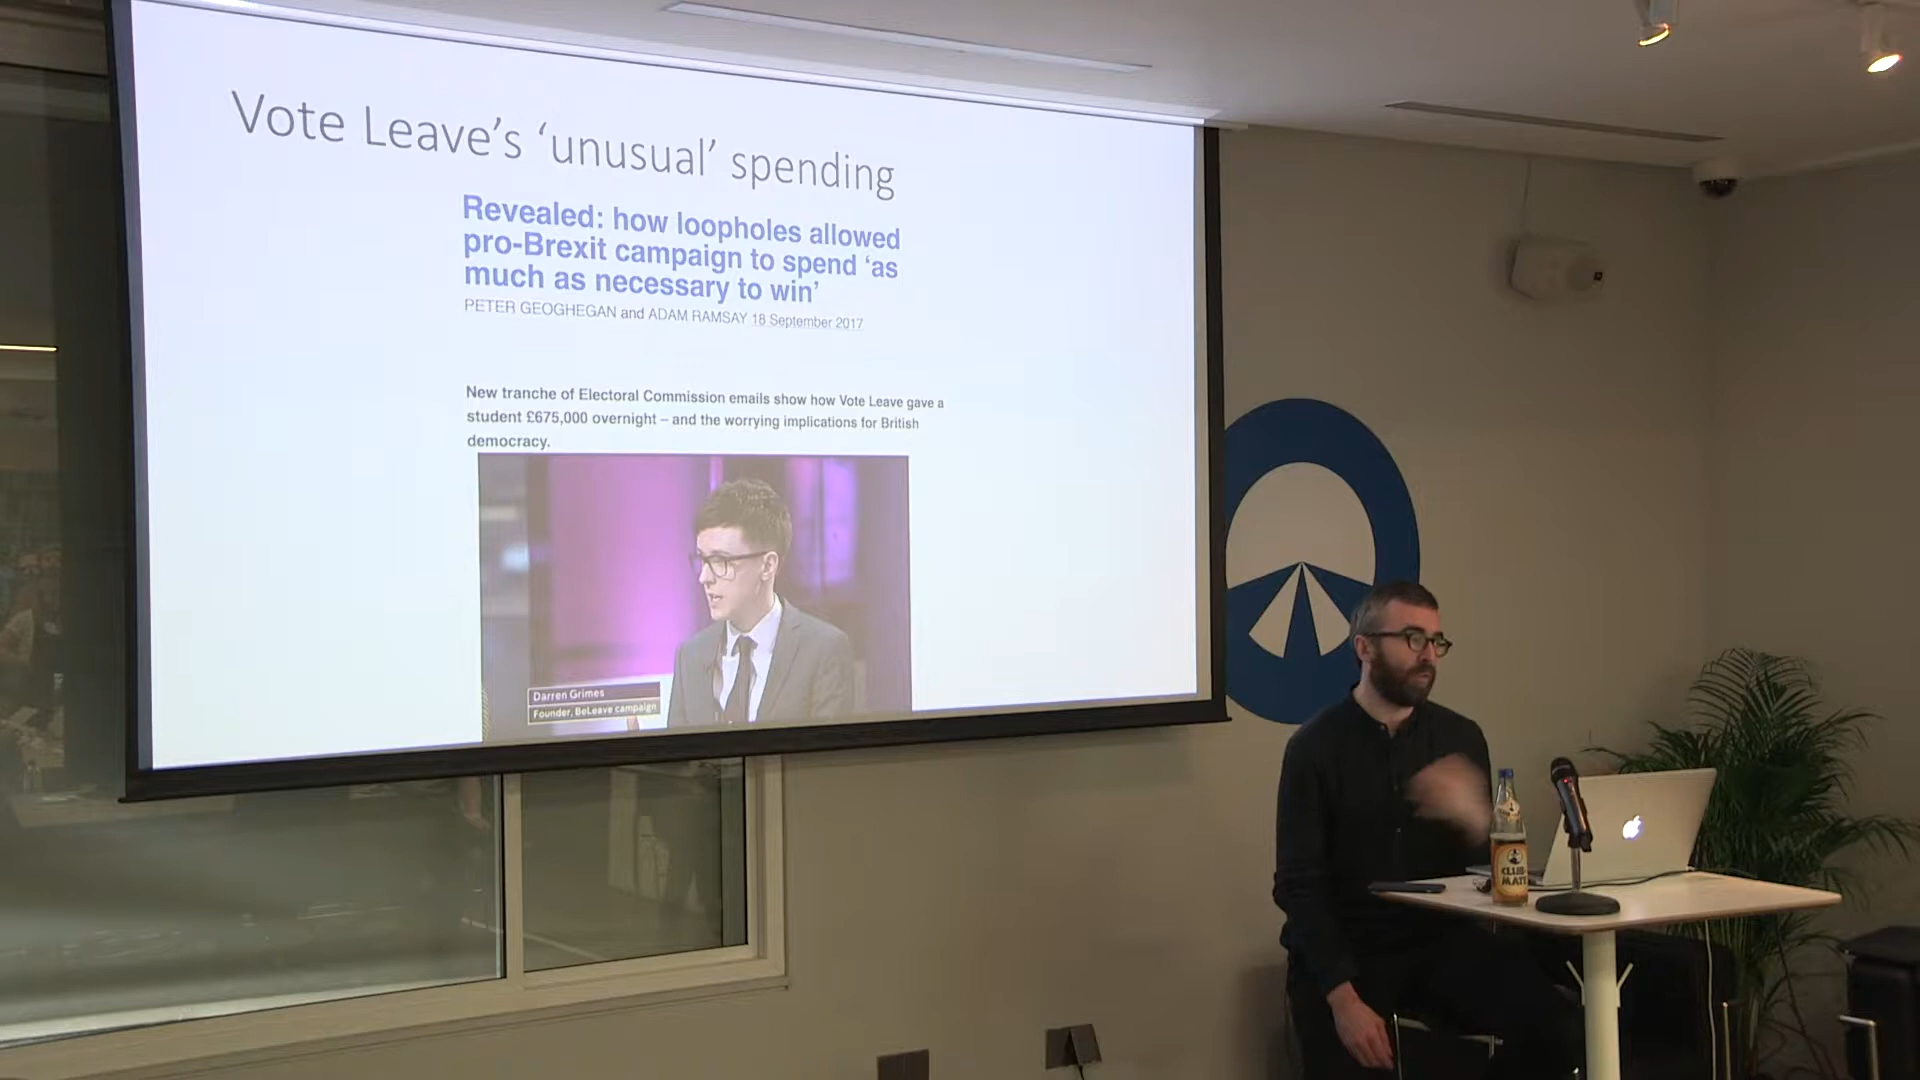 Vote Leave's 'unusual' spending
Revealed: how loopholes allowed
pro-Brexit campaign to spend 'as
much as necessary to win'
PETER GEOGHEGAN and ADAM RAMSAY 18 September 2017
New tranche of Electoral Commission emails show how Vote Leave gave a
student £675,000 overnight – and the worrying implications for British
democracy.
Darren Grimes
Founder, BeLeave campaign
CLUB-
MATE